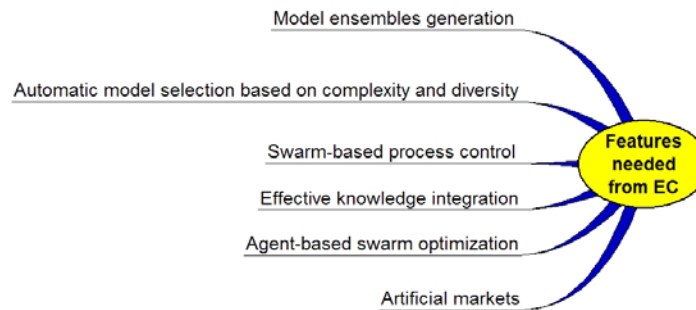 Model ensembles generation
Automatic model selection based on complexity and diversity
Swarm-based process control
Effective knowledge integration
Agent-based swarm optimization
Artificial markets
Features
needed
from EC